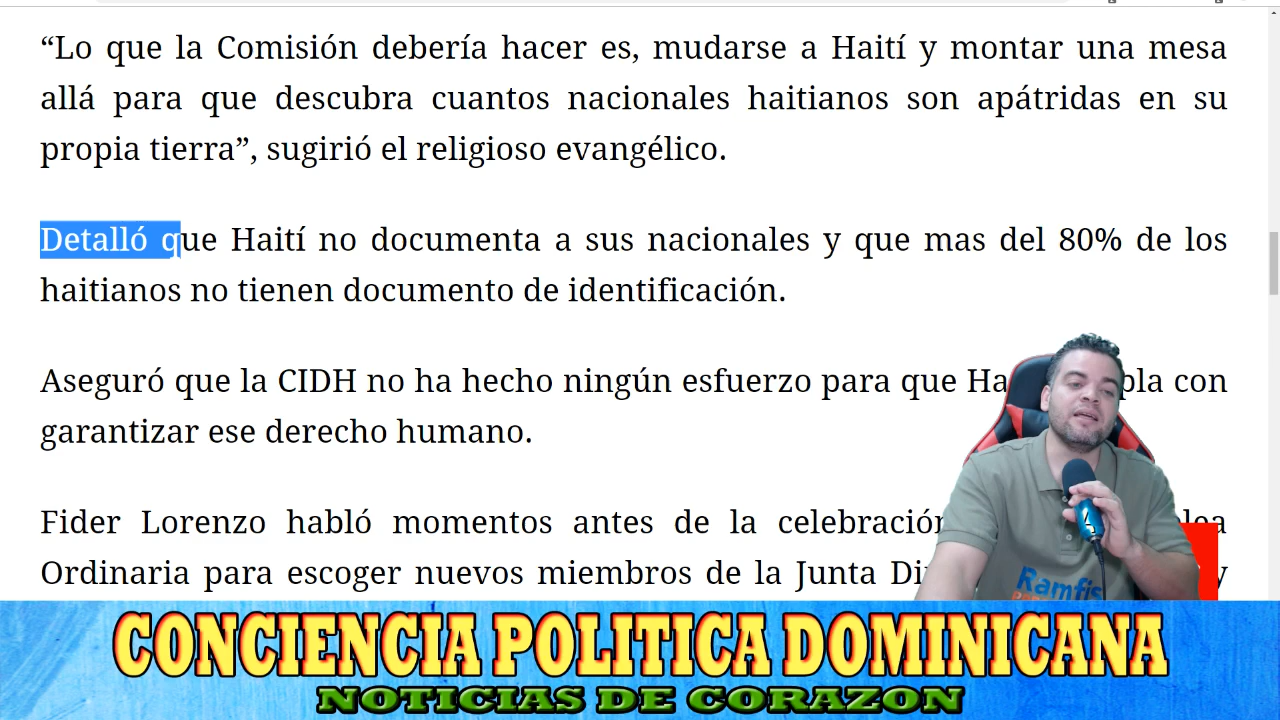 “Lo que la Comisión debería hacer es, mudarse a Haití y montar una mesa
allá para que descubra cuantos nacionales haitianos son apátridas en su
propia tierra”, sugirió el religioso evangélico.
Detalló que Haití no documenta a sus nacionales y que mas del 80% de los
haitianos no tienen documento de identificación.
Aseguró que la CIDH no ha hecho ningún esfuerzo para que con
garantizar ese derecho humano.
Fider Lorenzo habló momentos antes de la
Ordinaria para escoger nuevos miembros de la Junta y
Ramfis
CONCIENCIA POLITICA DOMINICANA
NOTICIAS DE CORAZON